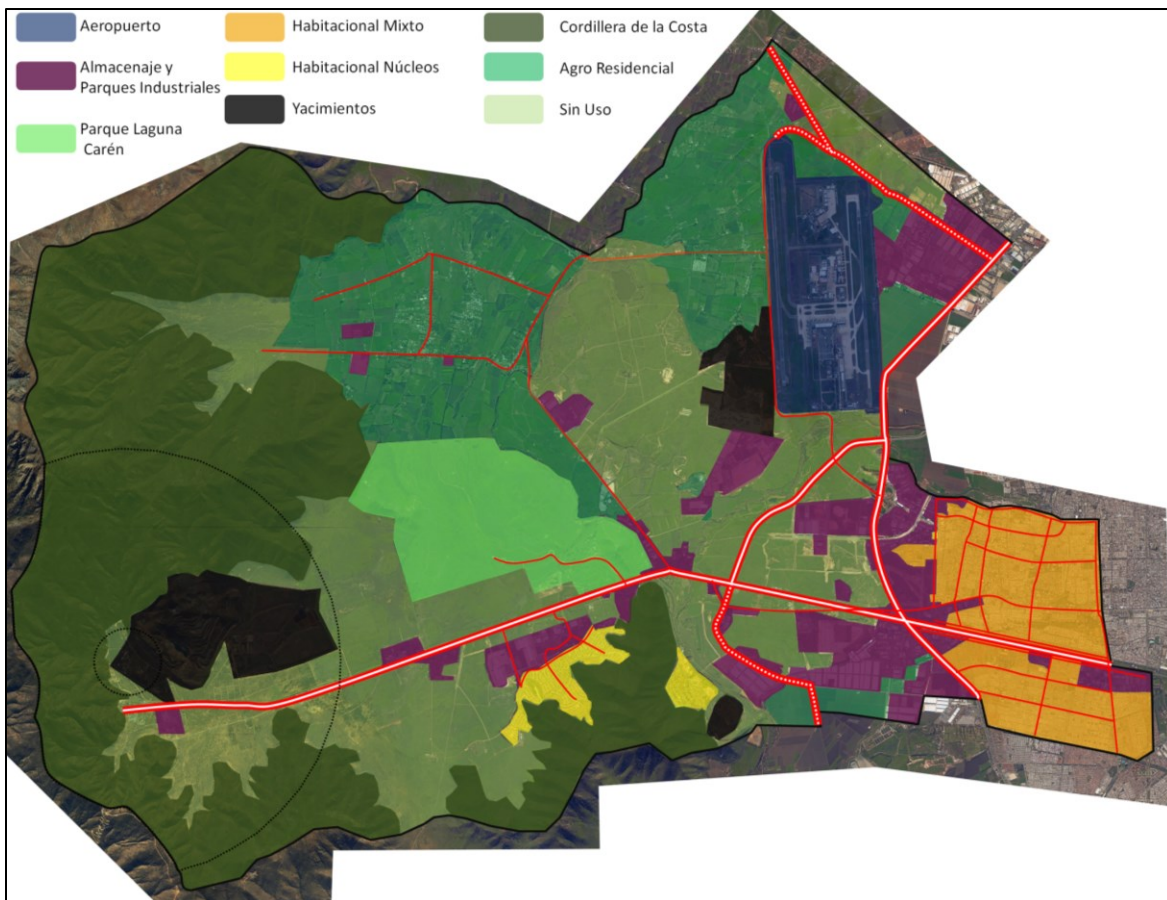 Aeropuerto
Almacenaje y
Parques Industriales
Parque Laguna
Carén
Habitacional Mixto
Habitacional Núcleos
Yacimientos
Cordillera de la Costa
Agro Residencial
Sin Uso